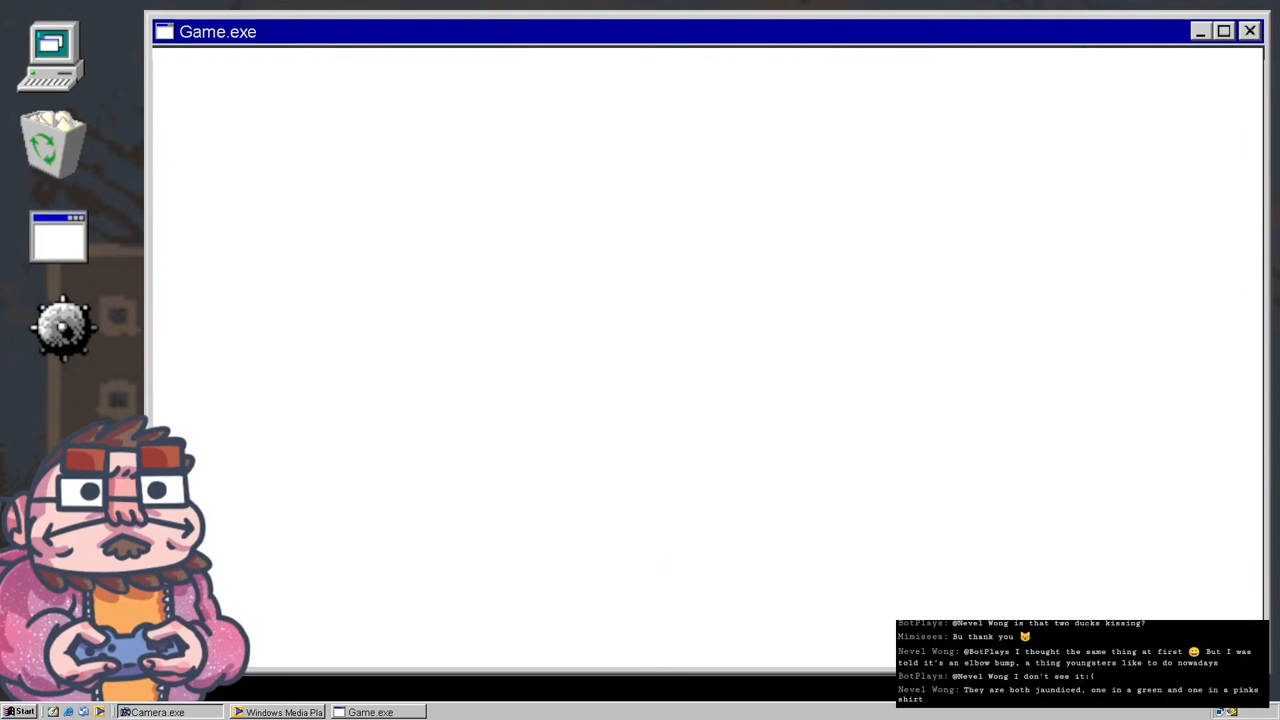 Game.exe
BotPlays: @Nevel Wong is that two ducks kissing?
Mimisees: Bu thank you 😺
Nevel Wong: @BotPlays I thought the same thing at first 😀 But I was
told it's an elbow bump, a thing youngsters like to do nowadays
BotPlays: @Nevel Wong I don't see it:(
Nevel Wong: They are both jaundiced, one in a green and one in a pinks
shirt
Camera.exe
Windows Media Pla
Game.exe